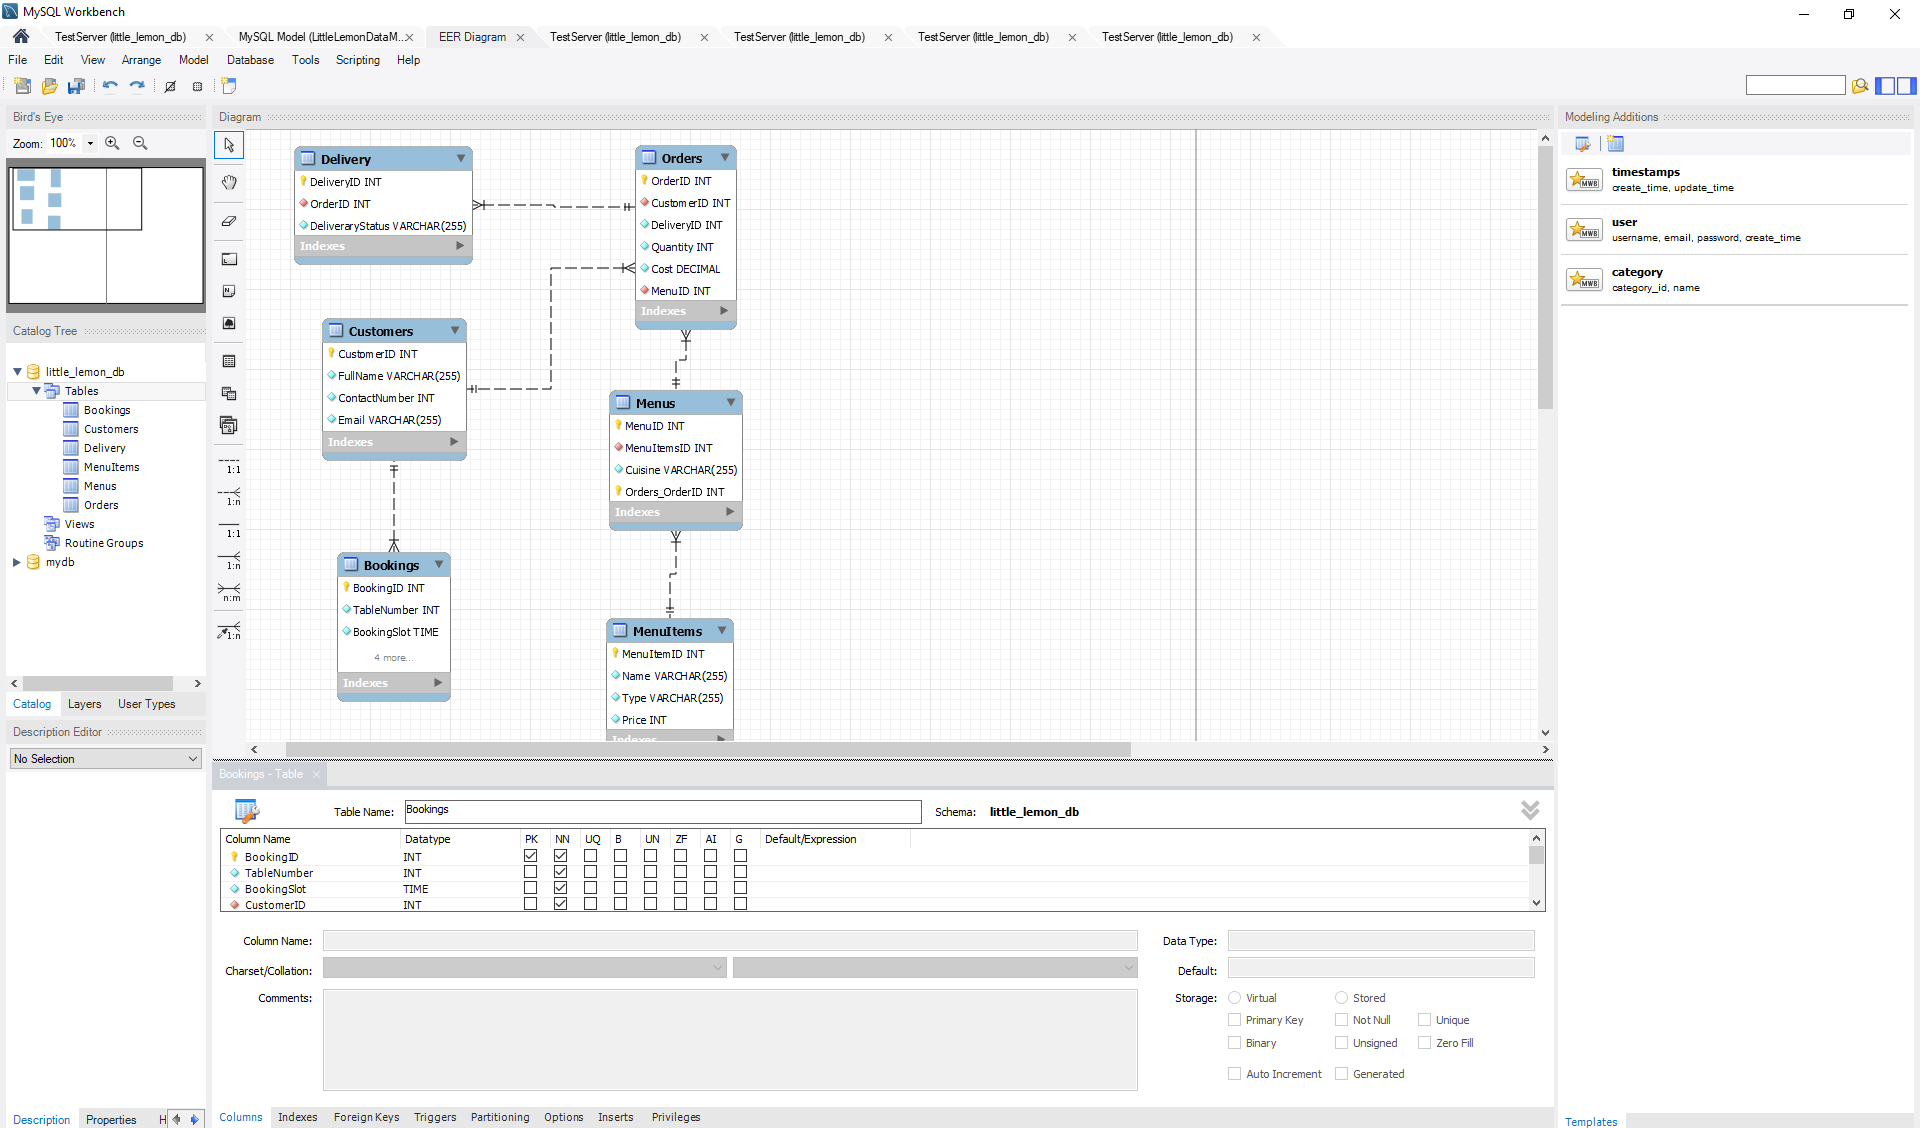 MySQL Workbench
TestServer (little_lemon_db)
MySQL Model (LittleLemonDataM...
EER Diagram
TestServer (little_lemon_db)
TestServer (little_lemon_db)
TestServer (little_lemon_db)
TestServer (little_lemon_db)
File Edit View Arrange Model Database Tools Scripting Help
Bird's Eye
Zoom: 100%
Catalog Tree
little_lemon_db
Tables
Bookings
Customers
Delivery
MenuItems
Menus
Orders
Views
Routine Groups
mydb
Catalog Layers User Types
Description Editor
No Selection
Description Properties H
Diagram
1:1
1:n
1:1
1:n
n:m
1:n
Delivery
DeliveryID INT
OrderID INT
DeliveraryStatus VARCHAR(255)
Indexes
Customers
CustomerID INT
FullName VARCHAR(255)
ContactNumber INT
Email VARCHAR(255)
Indexes
Bookings
BookingID INT
TableNumber INT
BookingSlot TIME
4 more...
Indexes
Orders
OrderID INT
CustomerID INT
DeliveryID INT
Quantity INT
Cost DECIMAL
MenuID INT
Indexes
Menus
MenuID INT
MenuItemsID INT
Cuisine VARCHAR(255)
Orders_OrderID INT
Indexes
MenuItems
MenuItemID INT
Name VARCHAR(255)
Type VARCHAR(255)
Price INT
Indexes
Bookings - Table
Table Name: Bookings Schema: little_lemon_db
Column Name Datatype PK NN UQ B UN ZF AI G Default/Expression
BookingID INT
TableNumber INT
BookingSlot TIME
CustomerID INT
Column Name: Data Type:
Charset/Collation: Default:
Comments: Storage: Virtual Stored
Primary Key Not Null Unique
Binary Unsigned Zero Fill
Auto Increment Generated
Columns Indexes Foreign Keys Triggers Partitioning Options Inserts Privileges
Modeling Additions
MWB
timestamps
create_time, update_time
MWB
user
username, email, password, create_time
MWB
category
category_id, name
Templates